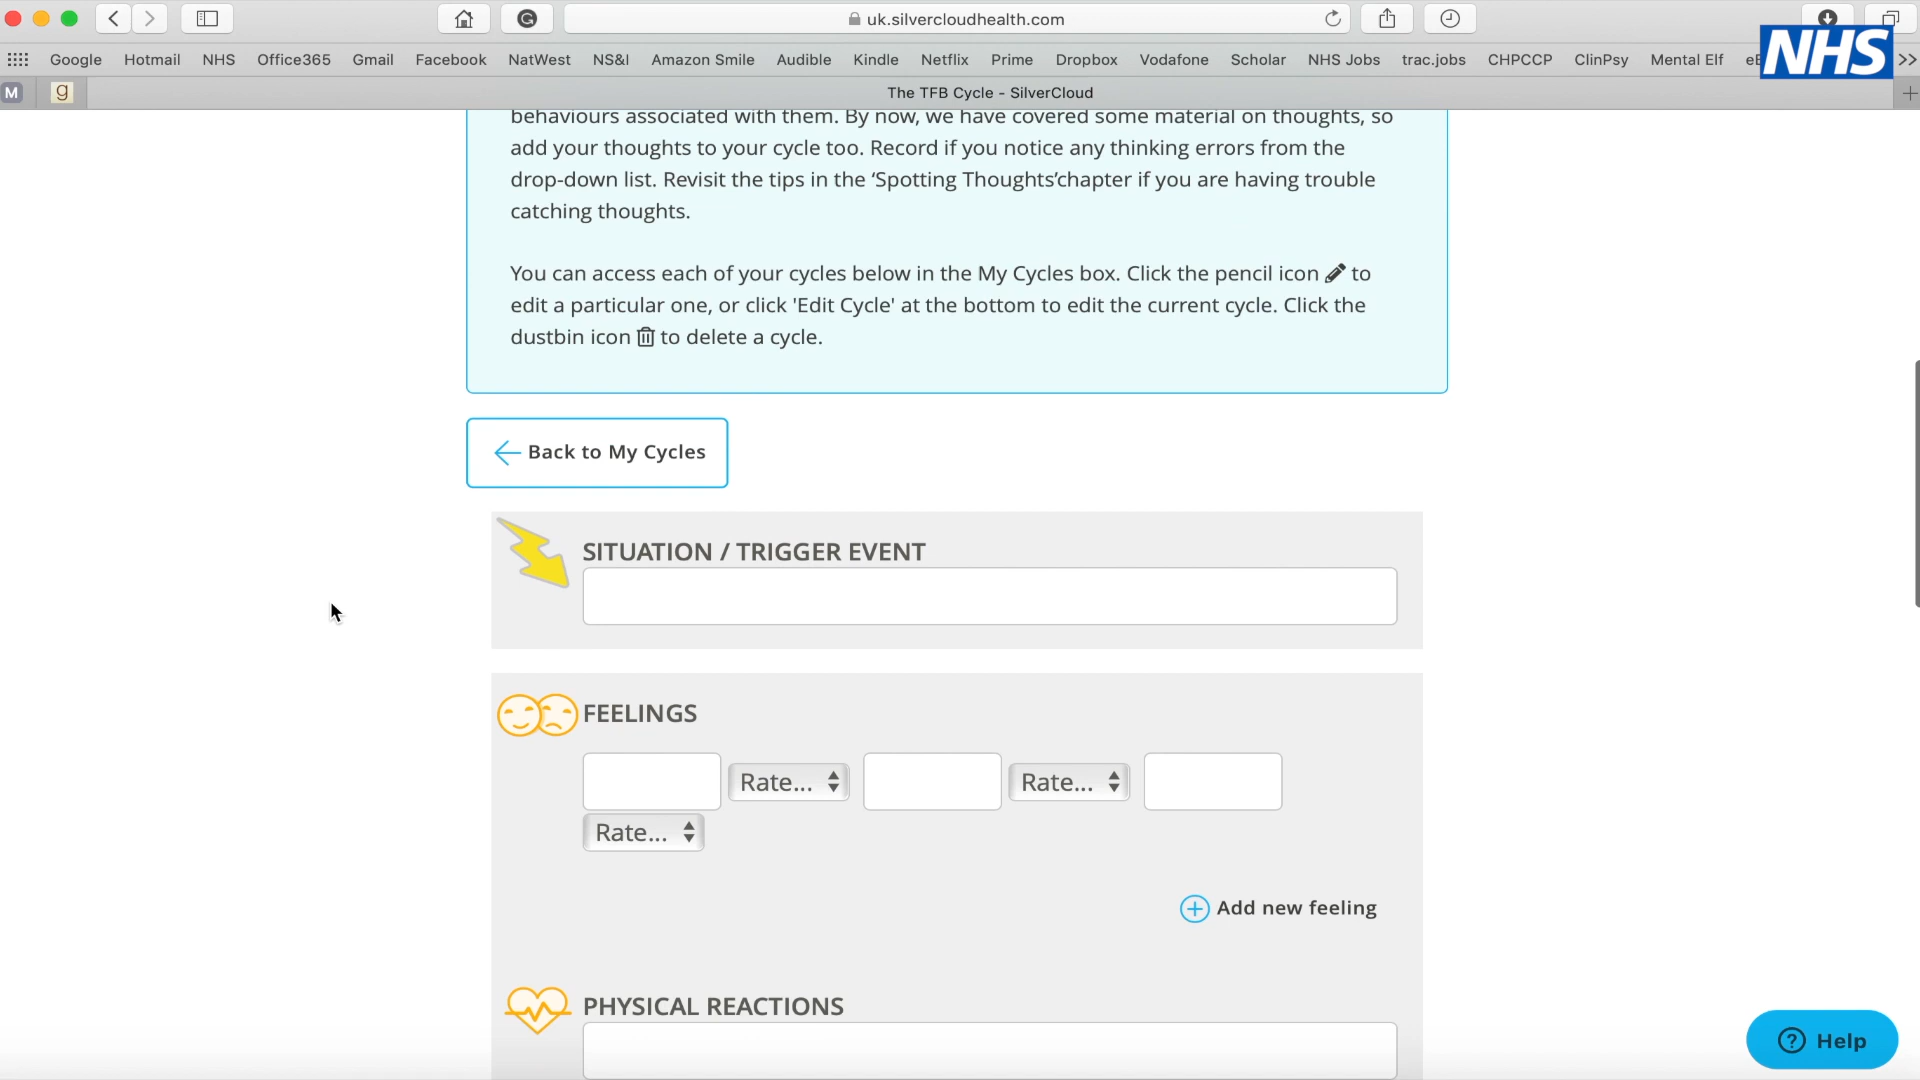 uk.silvercloudhealth.com
Google Hotmail NHS Office365 Gmail Facebook NatWest NS&I Amazon Smile Audible Kindle Netflix Prime Dropbox Vodafone Scholar NHS Jobs trac.jobs CHPCCP ClinPsy Mental Elf
NHS
M g The TFB Cycle - SilverCloud
behaviours associated with them. By now, we have covered some material on thoughts, so
add your thoughts to your cycle too. Record if you notice any thinking errors from the
drop-down list. Revisit the tips in the ‘Spotting Thoughts’chapter if you are having trouble
catching thoughts.
You can access each of your cycles below in the My Cycles box. Click the pencil icon to
edit a particular one, or click 'Edit Cycle' at the bottom to edit the current cycle. Click the
dustbin icon to delete a cycle.
Back to My Cycles
SITUATION / TRIGGER EVENT
FEELINGS
Rate... Rate...
Rate...
Add new feeling
PHYSICAL REACTIONS
? Help